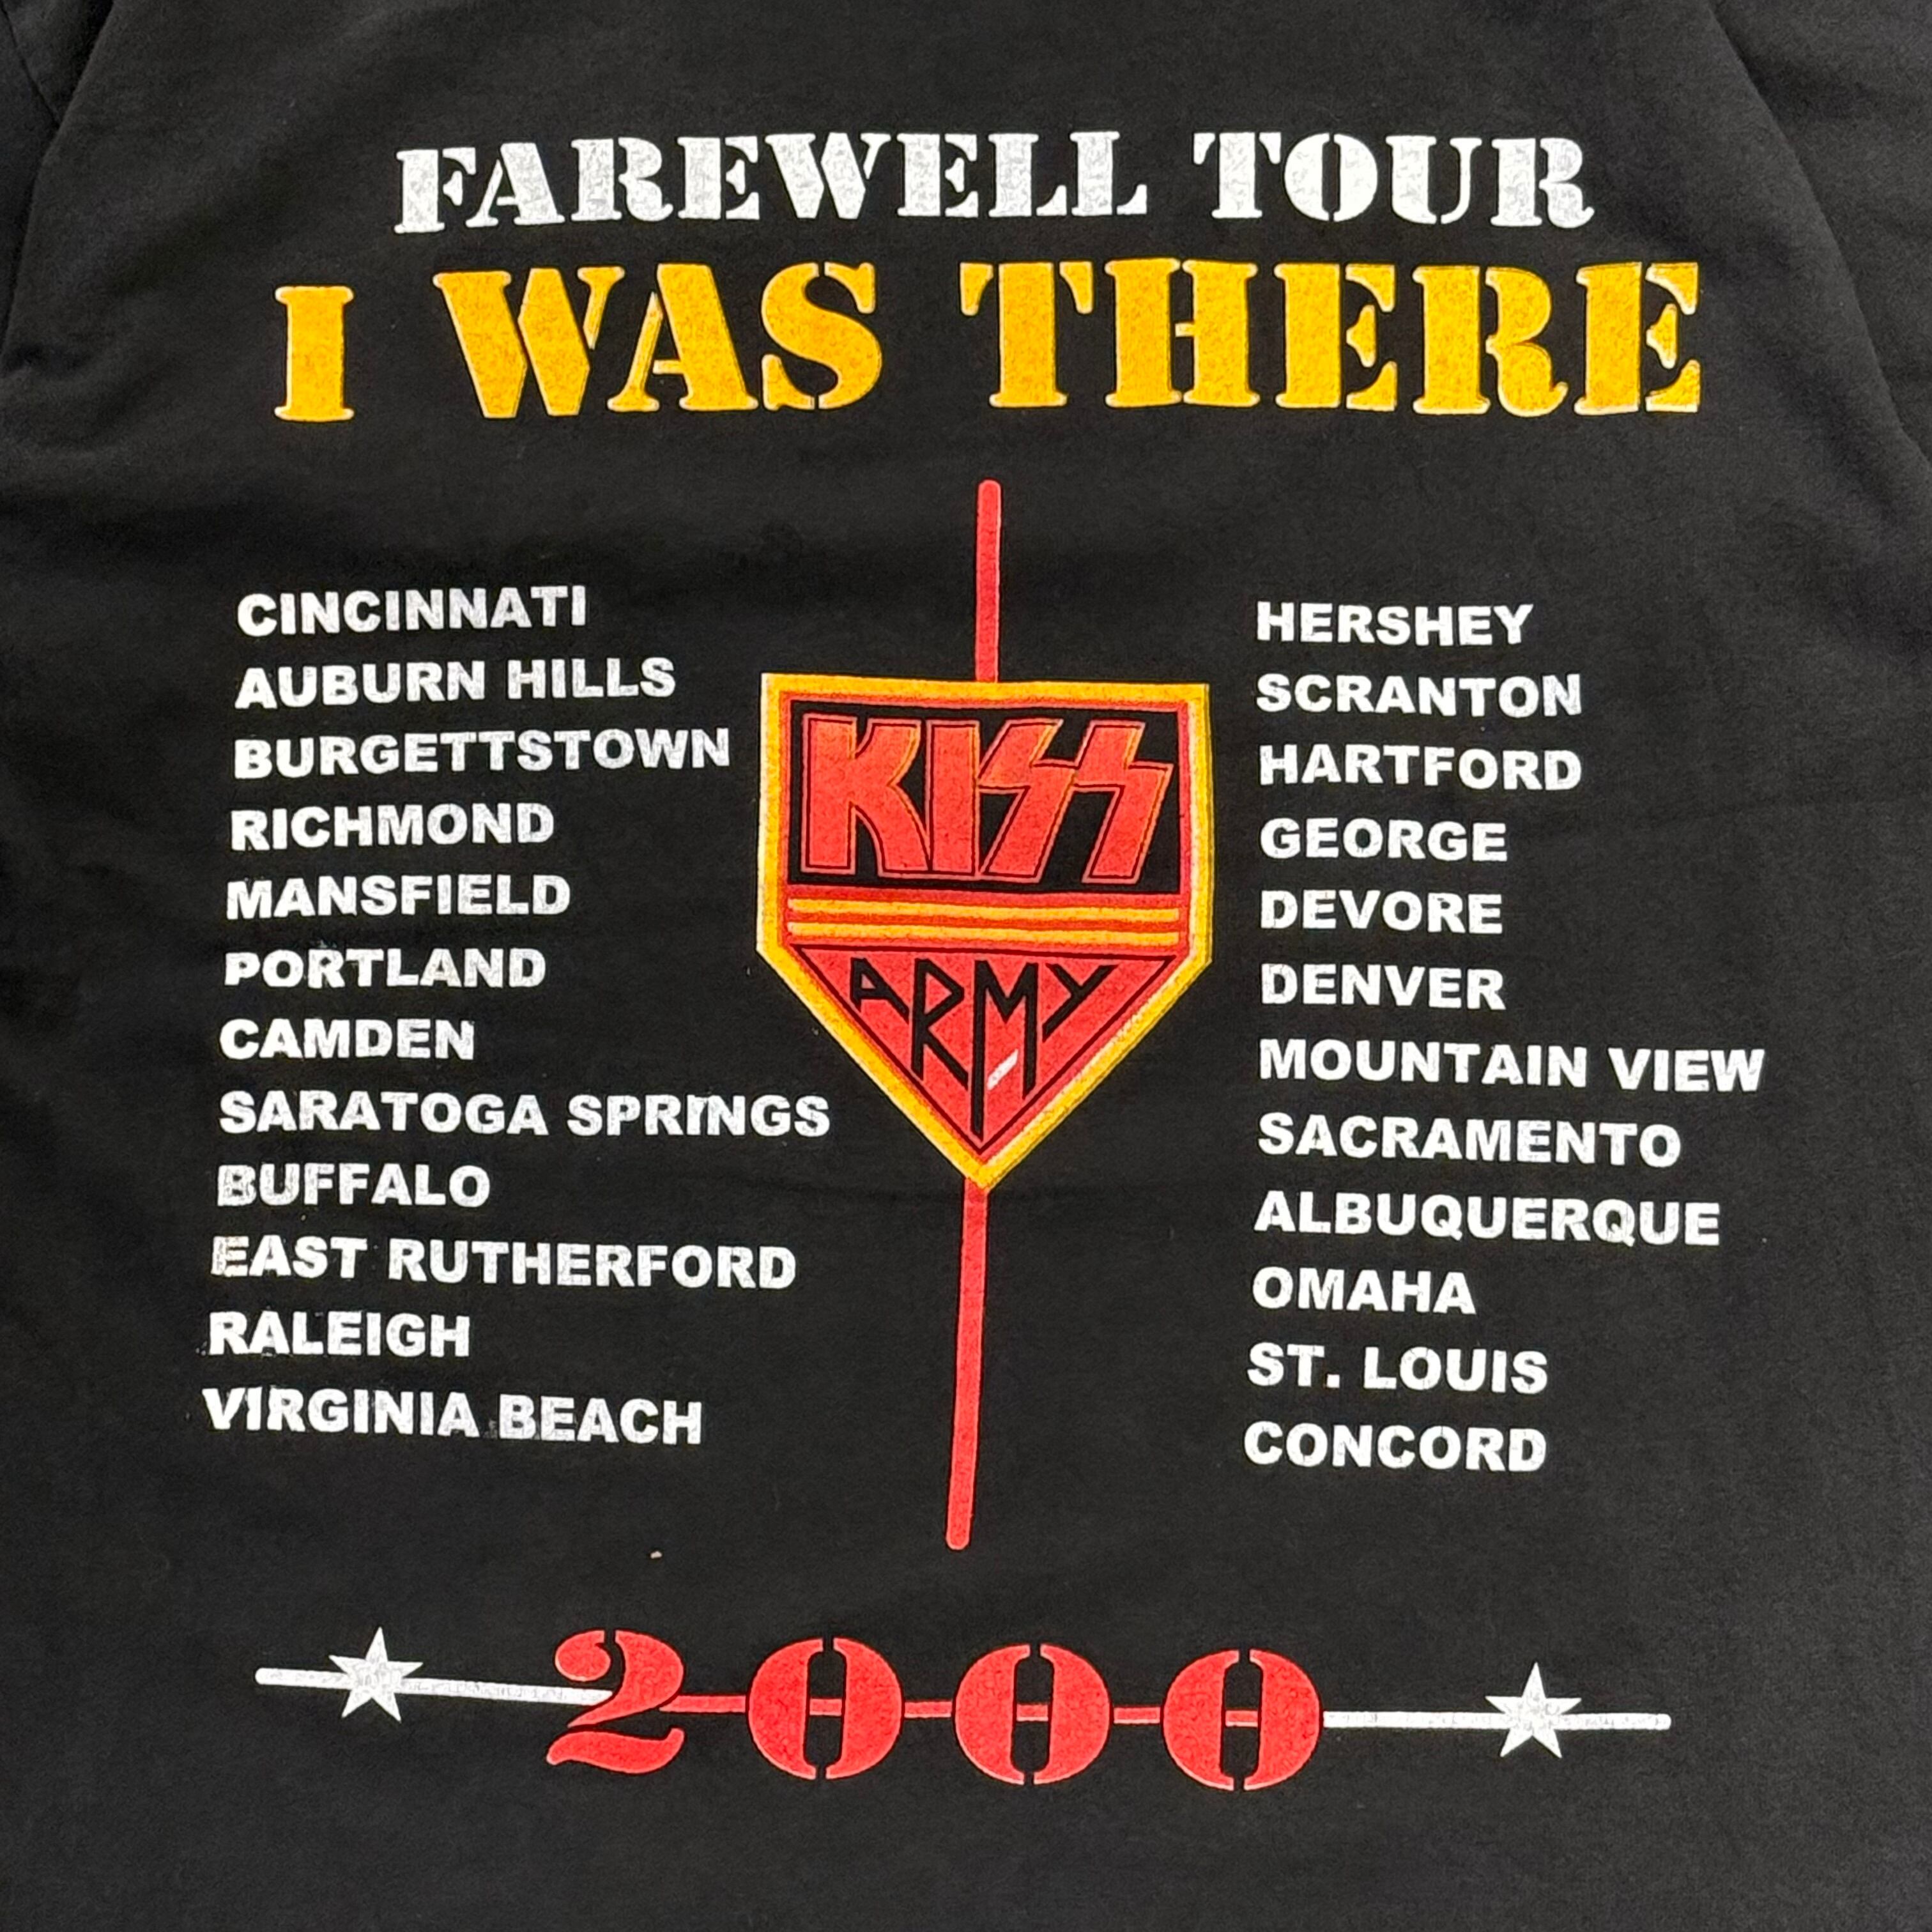 FAREWELL TOUR
I WAS THERE
CINCINNATI
AUBURN HILLS
BURGETTSTOWN
RICHMOND
MANSFIELD
PORTLAND
CAMDEN
SARATOGA SPRINGS
BUFFALO
EAST RUTHERFORD
RALEIGH
VIRGINIA BEACH
KISS
ARMY
HERSHEY
SCRANTON
HARTFORD
GEORGE
DEVORE
DENVER
MOUNTAIN VIEW
SACRAMENTO
ALBUQUERQUE
OMAHA
ST. LOUIS
CONCORD
2000